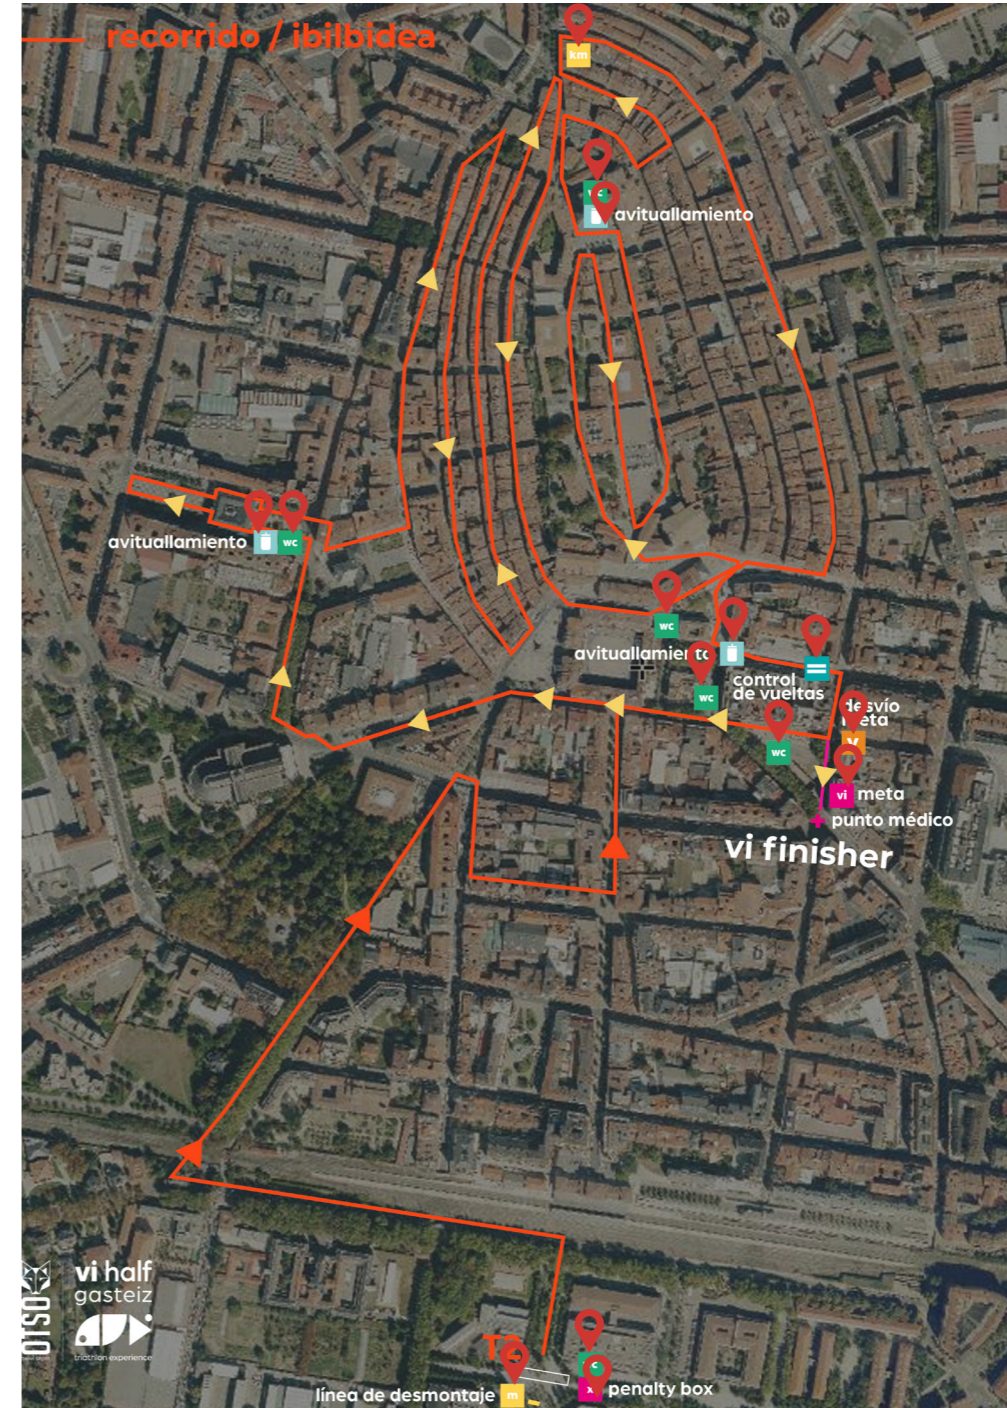 recorrido / ibilbidea
km
wc
avituallamiento
avituallamiento
wc
wc
avituallamiento
control
de vueltas
wc
desvío
meta
wc
v
vi
meta
punto médico
vi finisher
OTSO
vi half
gasteiz
triathlon experience
T2
línea de desmontaje
m
x
penalty box